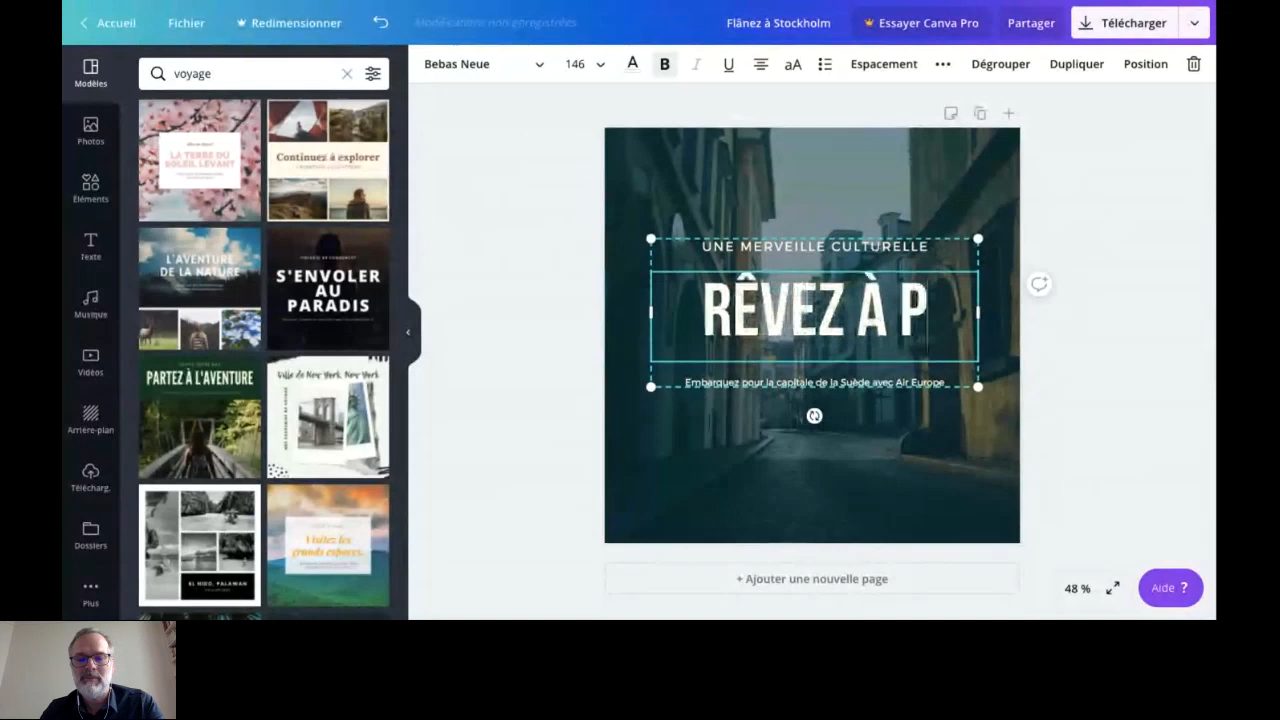 Accueil
Fichier
Redimensionner
Modifications non enregistrées
Flânez à Stockholm
Essayer Canva Pro
Partager
Télécharger
Modèles
voyage
Bebas Neue
146
A
B
I
U
aA
Espacement
Dégrouper
Dupliquer
Position
Photos
Éléments
Texte
Musique
Vidéos
Arrière-plan
Télécharg.
Dossiers
Plus
LA TERRE DU
SOLEIL LEVANT
Continuez à explorer
L'AVENTURE
DE LA NATURE
S'ENVOLER
AU
PARADIS
PARTEZ À L'AVENTURE
Ville de New York, New York
EL NIDO, PALAWAN
Visitez les
grands espaces.
UNE MERVEILLE CULTURELLE
RÊVEZ À P
Embarquez pour la capitale de la Suède avec Air Europe
+ Ajouter une nouvelle page
48 %
Aide ?